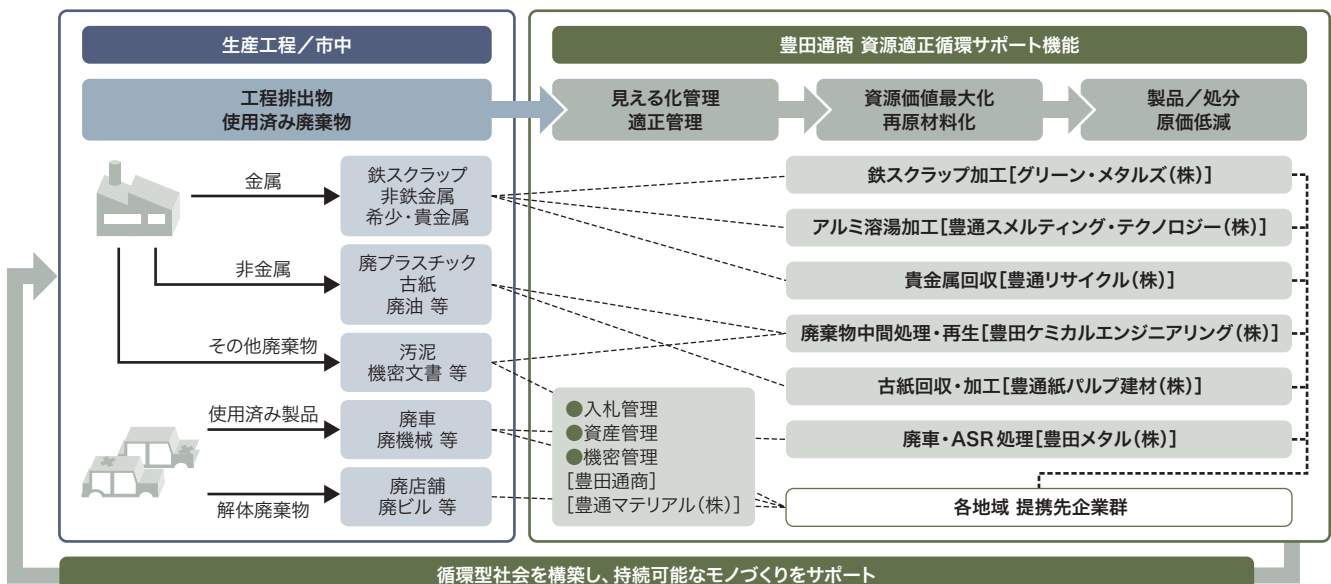 生産工程／市中
豊田通商 資源適正循環サポート機能
工程排出物
使用済み廃棄物
見える化管理
適正管理
資源価値最大化
再原材料化
製品／処分
原価低減
金属
鉄スクラップ
非鉄金属
希少・貴金属
非金属
廃プラスチック
古紙
廃油 等
その他廃棄物
汚泥
機密文書 等
使用済み製品
廃車
廃機械 等
解体廃棄物
廃店舗
廃ビル 等
鉄スクラップ加工[グリーン・メタルズ（株）]
アルミ溶湯加工[豊通スメルティング・テクノロジー（株）]
貴金属回収[豊通リサイクル（株）]
廃棄物中間処理・再生[豊田ケミカルエンジニアリング（株）]
古紙回収・加工[豊通紙パルプ建材（株）]
廃車・ASR処理[豊田メタル（株）]
●入札管理
●資産管理
●機密管理
[豊田通商]
[豊通マテリアル（株）]
各地域 提携先企業群
循環型社会を構築し、持続可能なモノづくりをサポート